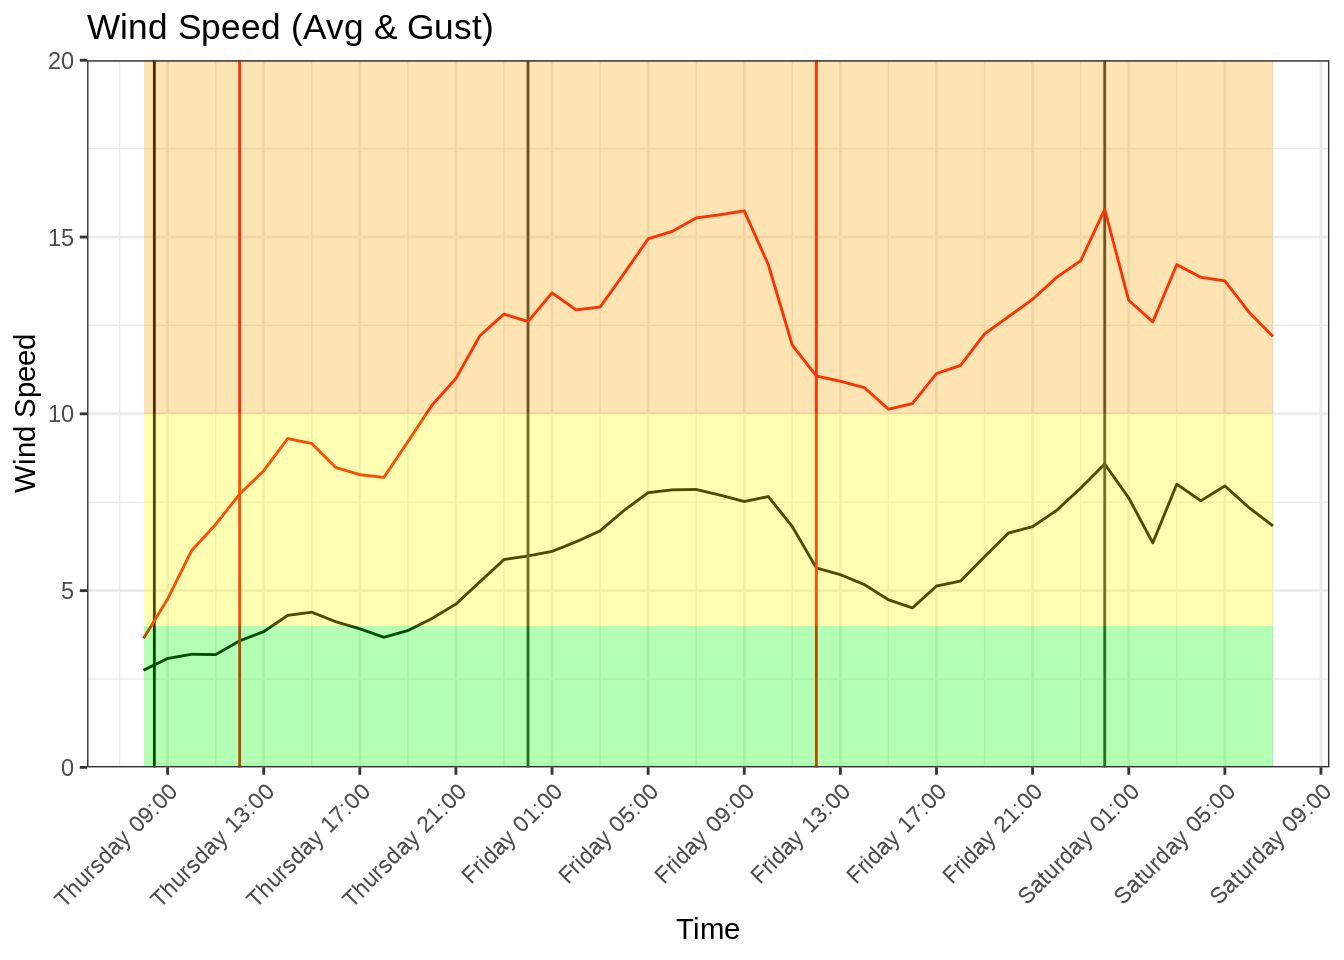 Wind Speed (Avg & Gust)
20
15
10
5
0
Wind Speed
Thursday 09:00
Thursday 13:00
Thursday 17:00
Thursday 21:00
Friday 01:00
Friday 05:00
Friday 09:00
Friday 13:00
Friday 17:00
Friday 21:00
Saturday 01:00
Saturday 05:00
Saturday 09:00
Time